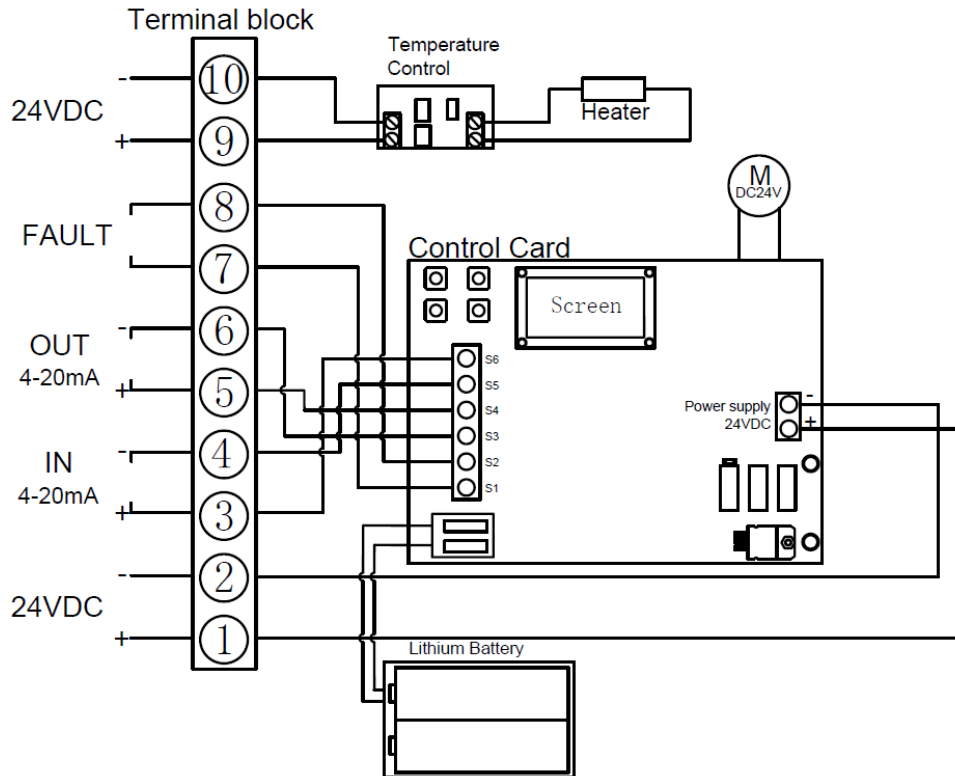 Terminal block
Temperature
Control
Heater
-
24VDC
+
10
9
8
7
6
5
4
3
2
1
FAULT
-
OUT
4-20mA
+
-
IN
4-20mA
+
-
24VDC
+
M
DC24V
Control Card
Screen
S6
S5
S4
S3
S2
S1
Power supply
24VDC
-
+
Lithium Battery